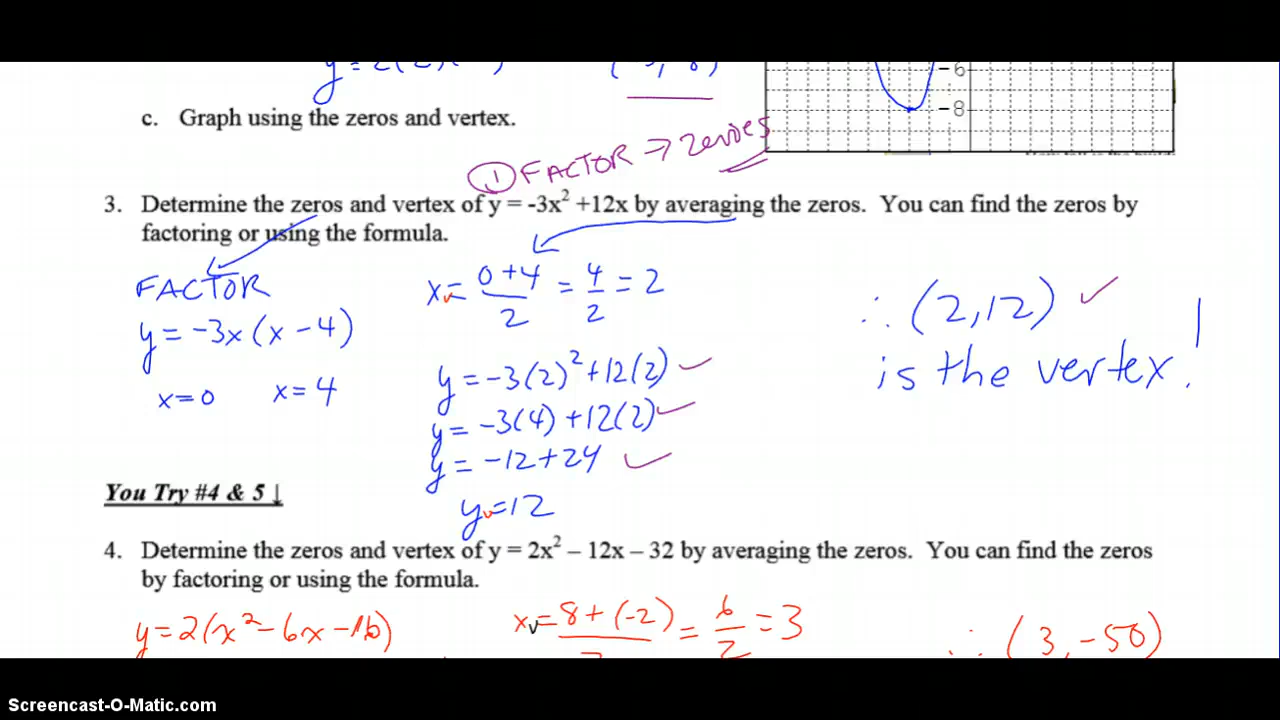 -6
c. Graph using the zeros and vertex.
-8
① FACTOR → zeroes
3. Determine the zeros and vertex of y = -3x² +12x by averaging the zeros. You can find the zeros by
factoring or using the formula.
FACTOR
y = -3x (x - 4)
x=0 x=4
xv = 0+4/2 = 4/2 = 2
y = -3(2)² + 12(2) ✓
y = -3(4) + 12(2) ✓
y = -12 + 24 ✓
yv = 12
∴ (2,12) ✓
is the vertex!
You Try #4 & 5 ↓
4. Determine the zeros and vertex of y = 2x² – 12x – 32 by averaging the zeros. You can find the zeros
by factoring or using the formula.
y = 2(x² - 6x - 16)
xv = 8 + (-2) = 6/2 = 3
∴ (3, -50)
Screencast-O-Matic.com